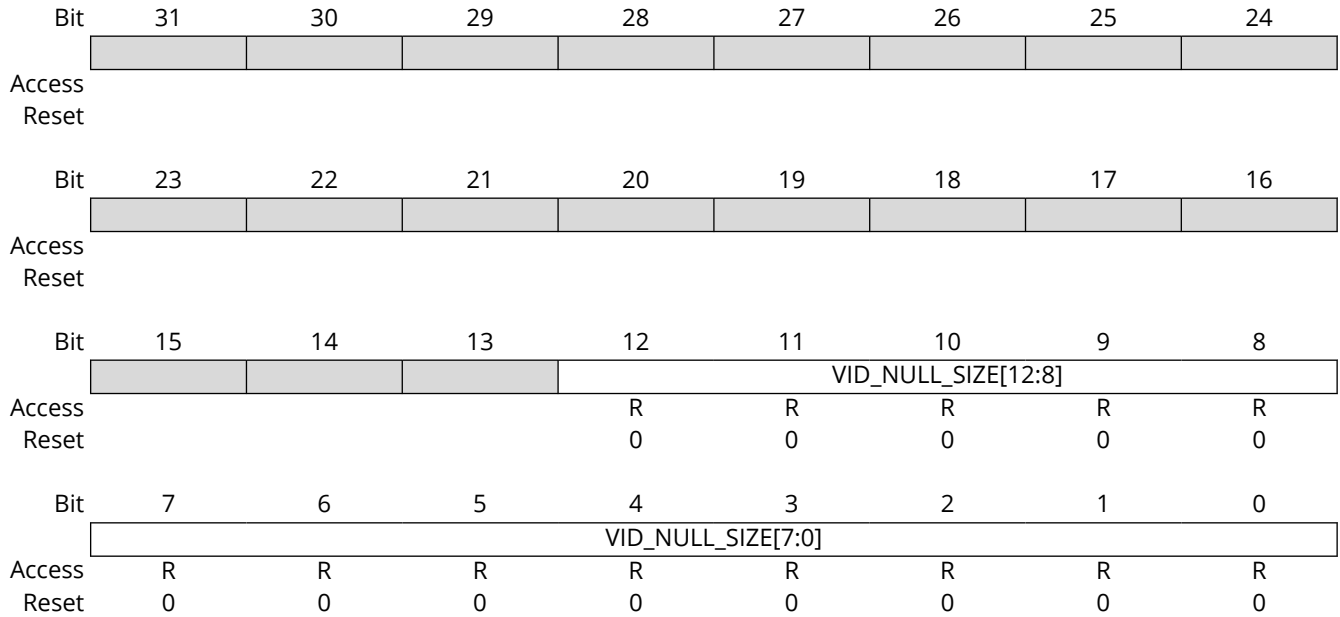 Bit 31 30 29 28 27 26 25 24
Access
Reset
Bit 23 22 21 20 19 18 17 16
Access
Reset
Bit 15 14 13 12 11 10 9 8
VID_NULL_SIZE[12:8]
Access R R R R R
Reset 0 0 0 0 0
Bit 7 6 5 4 3 2 1 0
VID_NULL_SIZE[7:0]
Access R R R R R R R R
Reset 0 0 0 0 0 0 0 0